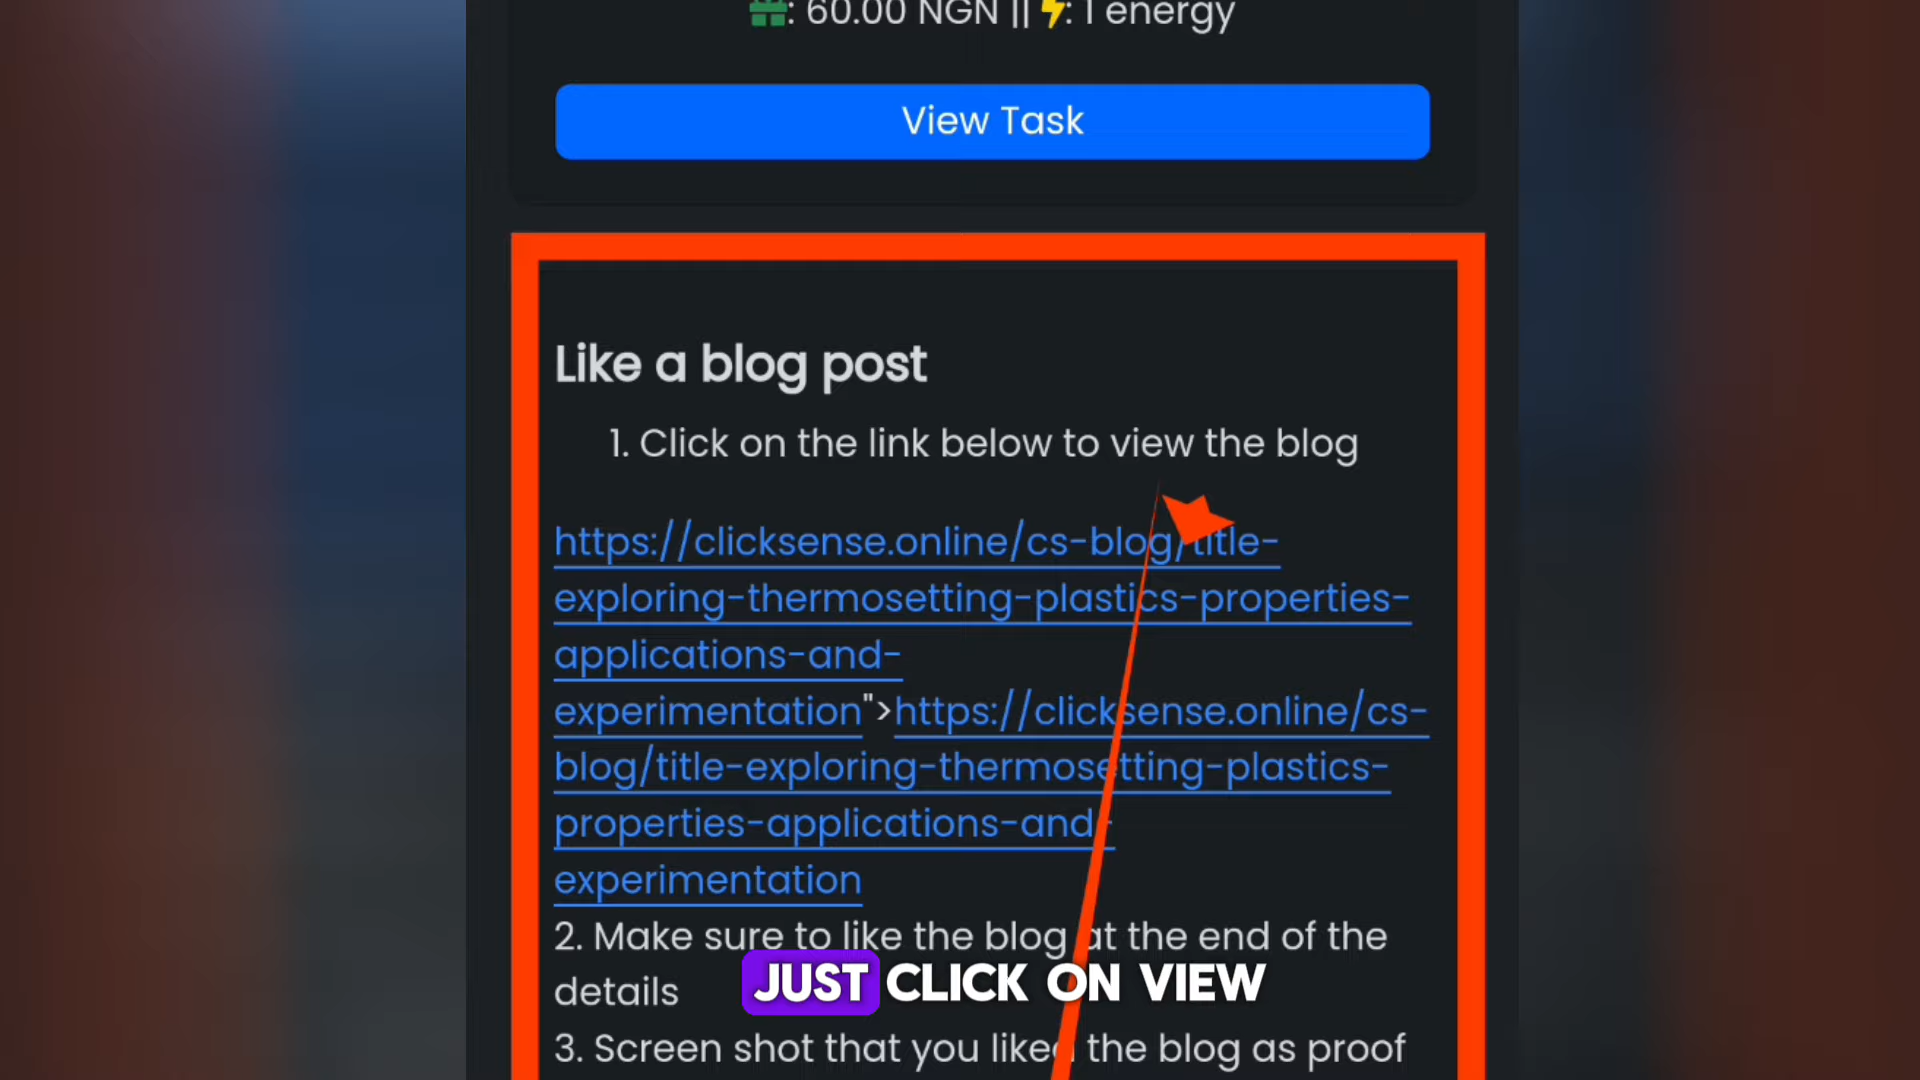 : 60.00 NGN || : 1 energy
View Task
Like a blog post
1. Click on the link below to view the blog
https://clicksense.online/cs-blog/title-
exploring-thermosetting-plastics-properties-
applications-and-
experimentation">https://clicksense.online/cs-
blog/title-exploring-thermosetting-plastics-
properties-applications-and-
experimentation
2. Make sure to like the blog at the end of the
details
JUST CLICK ON VIEW
3. Screen shot that you liked the blog as proof